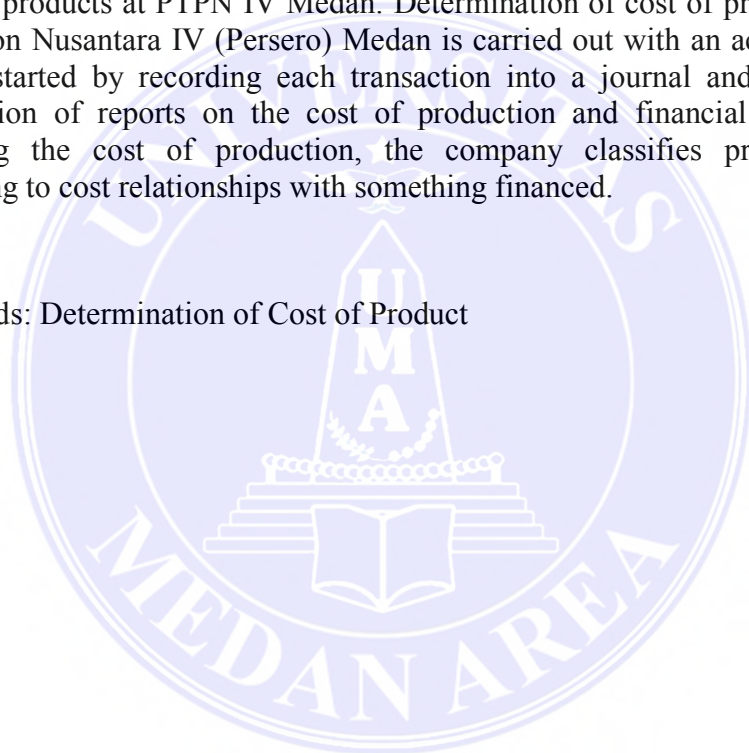 products at PTPN IV Medan. Determination of cost of pr
on Nusantara IV (Persero) Medan is carried out with an ac
started by recording each transaction into a journal and
ion of reports on the cost of production and financial
g the cost of production, the company classifies pr
ng to cost relationships with something financed.
ds: Determination of Cost of Product
UNIVERSITAS
U
M
A
MEDAN AREA